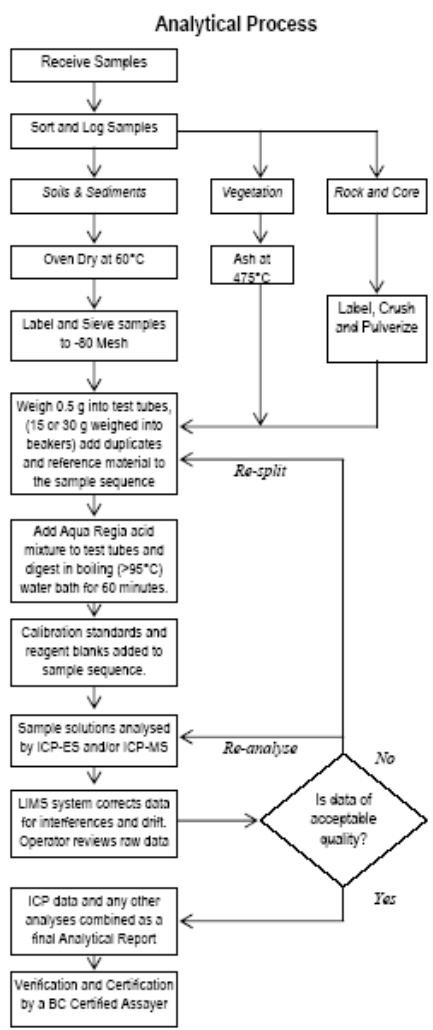 Analytical Process
Receive Samples
Sort and Log Samples
Soils & Sediments
Vegetation
Rock and Core
Oven Dry at 60°C
Ash at
475°C
Label and Sieve samples
to -80 Mesh
Label, Crush
and Pulverize
Weigh 0.5 g into test tubes,
(15 or 30 g weighed into
beakers) add duplicates
and reference material to
the sample sequence
Re-split
Add Aqua Regia acid
mixture to test tubes and
digest in boiling (>95°C)
water bath for 60 minutes.
Calibration standards and
reagent blanks added to
sample sequence.
Sample solutions analysed
by ICP-ES and/or ICP-MS
Re-analyse
No
LIMS system corrects data
for interferences and drift.
Operator reviews raw data
Is data of
acceptable
quality?
Yes
ICP data and any other
analyses combined as a
final Analytical Report
Verification and Certification
by a BC Certified Assayer